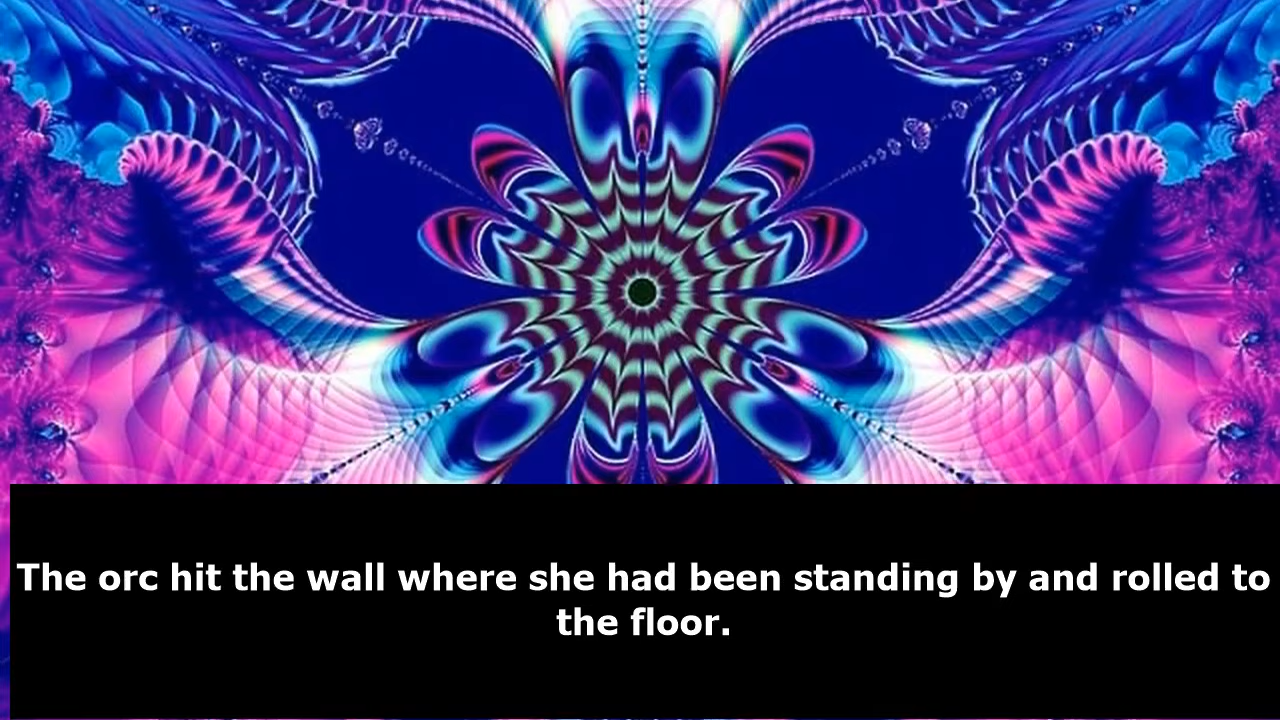 The orc hit the wall where she had been standing by and rolled to
the floor.